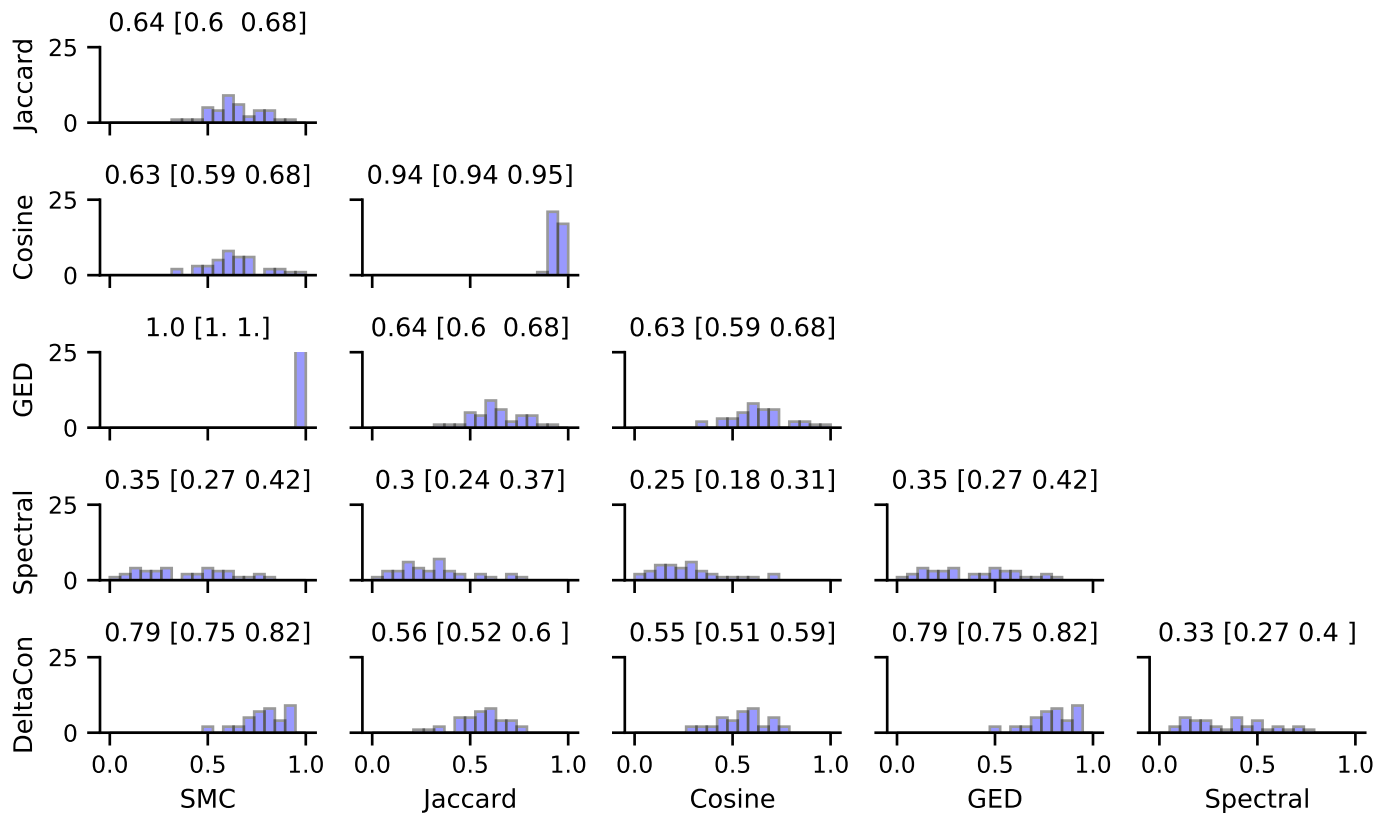 0.64 [0.6  0.68]
Jaccard
25
0
0.63 [0.59 0.68]
0.94 [0.94 0.95]
Cosine
25
0
1.0 [1. 1.]
0.64 [0.6  0.68]
0.63 [0.59 0.68]
GED
25
0
0.35 [0.27 0.42]
0.3 [0.24 0.37]
0.25 [0.18 0.31]
0.35 [0.27 0.42]
Spectral
25
0
0.79 [0.75 0.82]
0.56 [0.52 0.6 ]
0.55 [0.51 0.59]
0.79 [0.75 0.82]
0.33 [0.27 0.4 ]
DeltaCon
25
0
0.0 0.5 1.0
0.0 0.5 1.0
0.0 0.5 1.0
0.0 0.5 1.0
0.0 0.5 1.0
SMC
Jaccard
Cosine
GED
Spectral